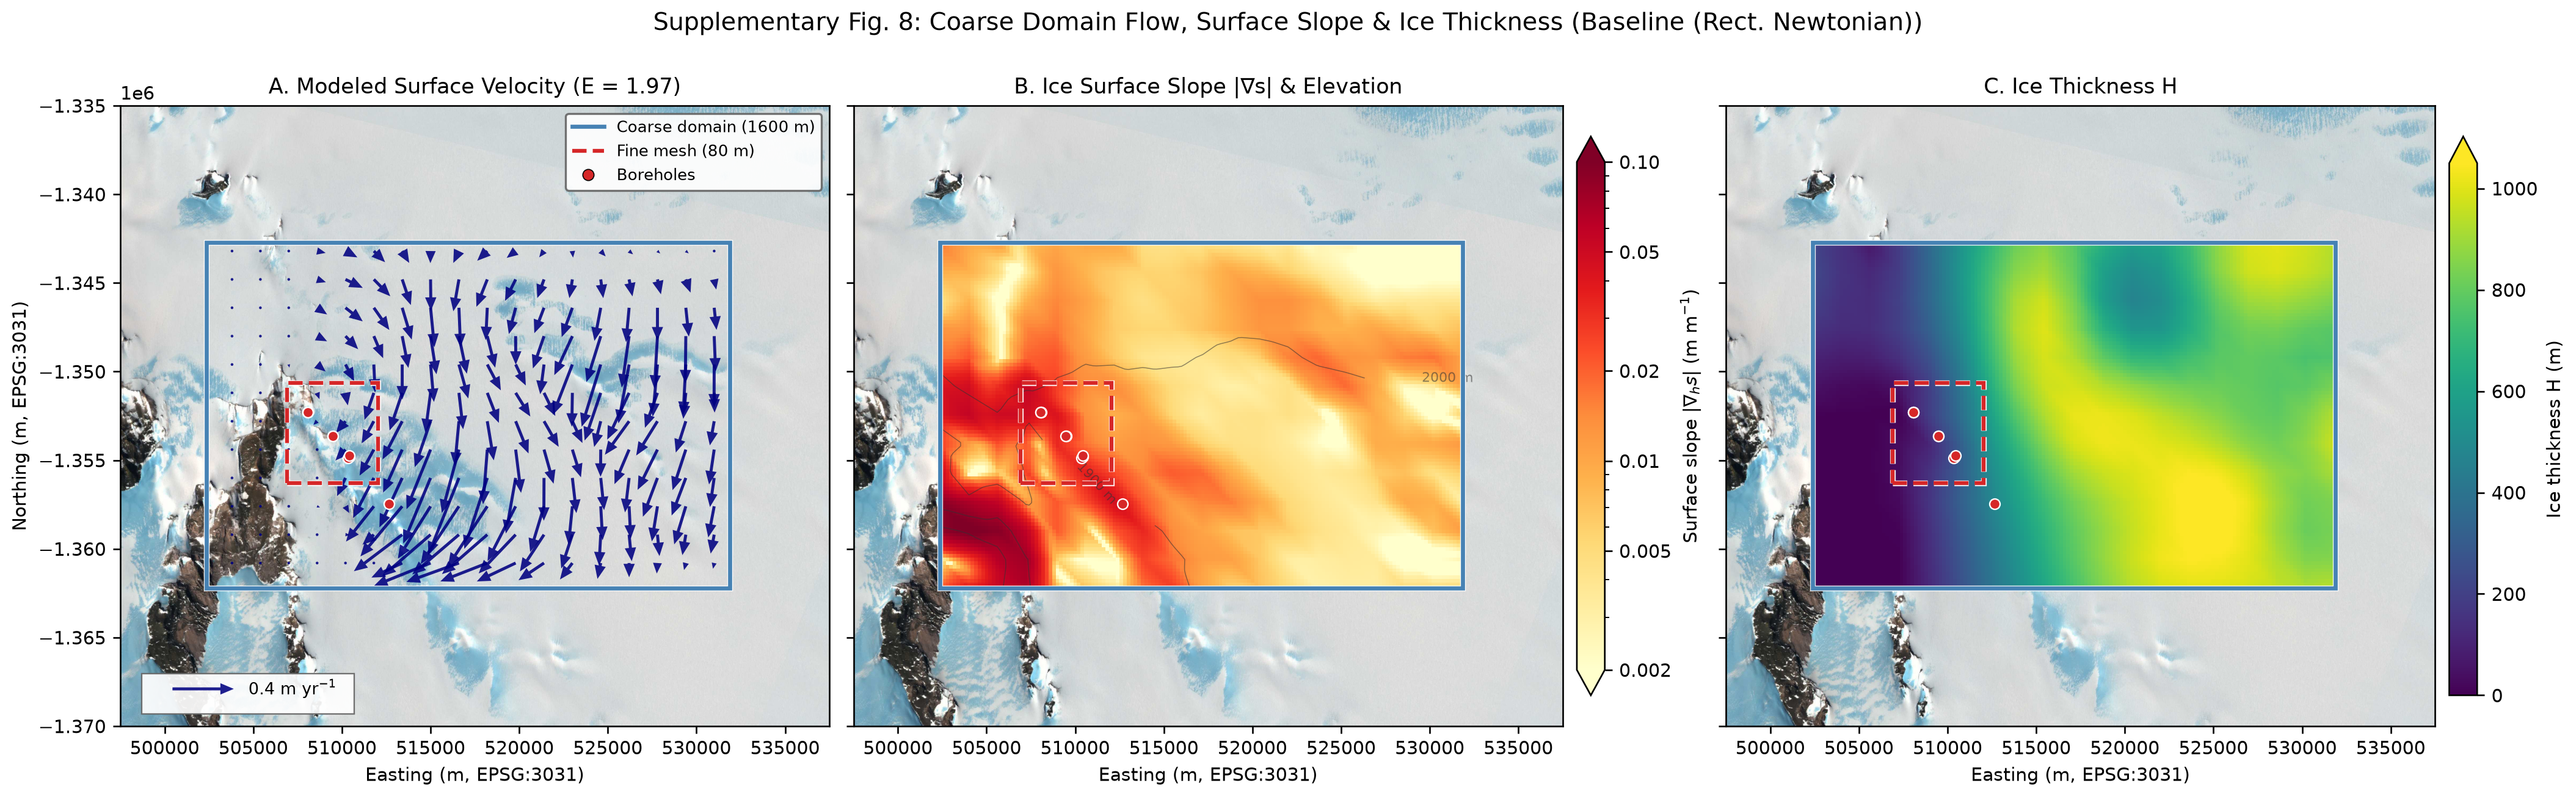 Supplementary Fig. 8: Coarse Domain Flow, Surface Slope & Ice Thickness (Baseline (Rect. Newtonian))
A. Modeled Surface Velocity (E = 1.97)
1e6
−1.335
−1.340
−1.345
−1.350
−1.355
−1.360
−1.365
−1.370
Northing (m, EPSG:3031)
Coarse domain (1600 m)
Fine mesh (80 m)
Boreholes
0.4 m yr⁻¹
500000 505000 510000 515000 520000 525000 530000 535000
Easting (m, EPSG:3031)
B. Ice Surface Slope |∇s| & Elevation
2000 m
500000 505000 510000 515000 520000 525000 530000 535000
Easting (m, EPSG:3031)
0.10
0.05
0.02
0.01
0.005
0.002
Surface slope |∇ₕs| (m m⁻¹)
C. Ice Thickness H
500000 505000 510000 515000 520000 525000 530000 535000
Easting (m, EPSG:3031)
1000
800
600
400
200
0
Ice thickness H (m)